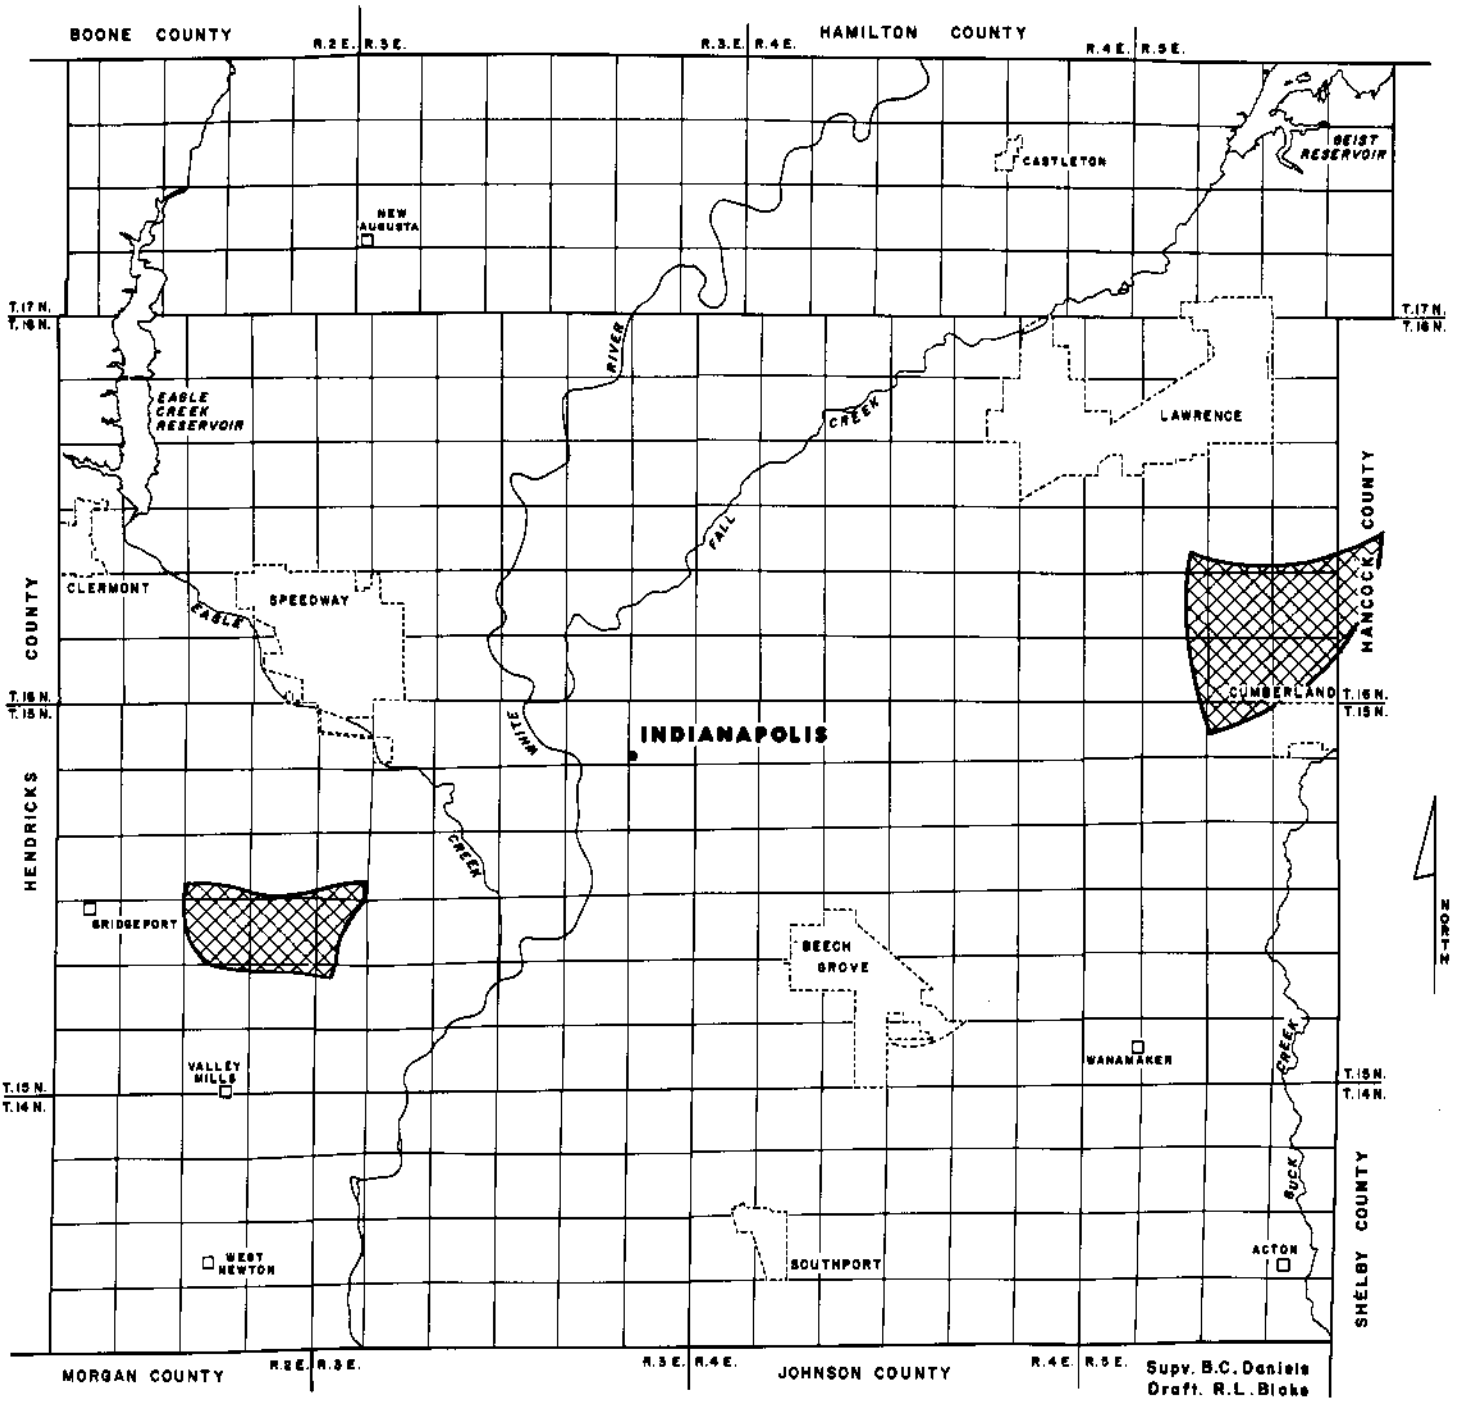 BOONE COUNTY
R.2 E. R.3 E.
R.3. E. R.4 E.
HAMILTON COUNTY
R.4 E. R.5 E.
GEIST
RESERVOIR
CASTLETON
NEW
AUGUSTA
T.17 N.
T.16 N.
T.17 N.
T.16 N.
RIVER
EAGLE
CREEK
RESERVOIR
CREEK
LAWRENCE
FALL
HANCOCK COUNTY
CLERMONT
SPEEDWAY
EAGLE
HENDRICKS COUNTY
CUMBERLAND
T.16 N.
T.15 N.
T.16 N.
T.15 N.
WHITE
INDIANAPOLIS
CREEK
BRIDGEPORT
BEECH
GROVE
NORTH
VALLEY
MILLS
WANAMAKER
BUCK CREEK
T.15 N.
T.14 N.
T.15 N.
T.14 N.
WEST
NEWTON
SOUTHPORT
ACTON
SHELBY COUNTY
MORGAN COUNTY
R.2 E. R.3 E.
R.3 E. R.4 E.
JOHNSON COUNTY
R.4 E. R.5 E.
Supv. B.C. Daniels
Draft. R.L. Blake